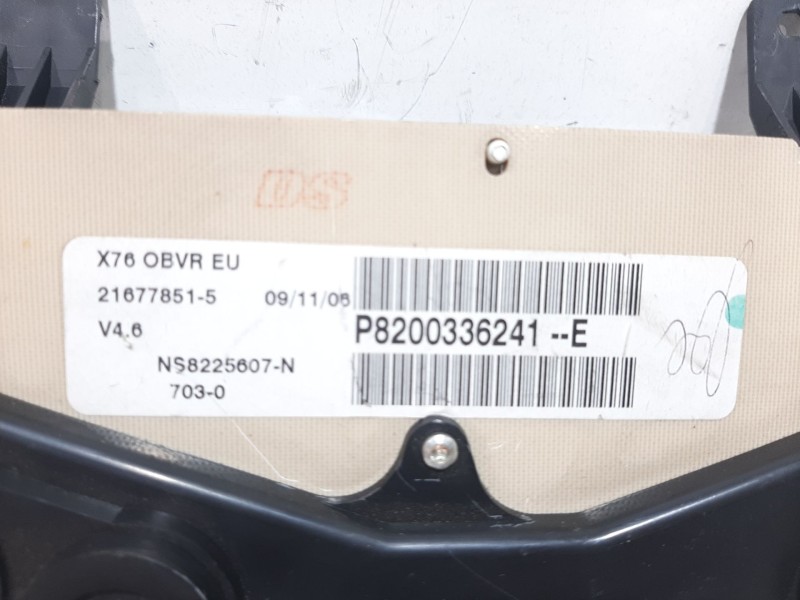 X76 OBVR EU
21677851-5 09/11/06
V4.6
P8200336241--E
NS8225607-N
703-0